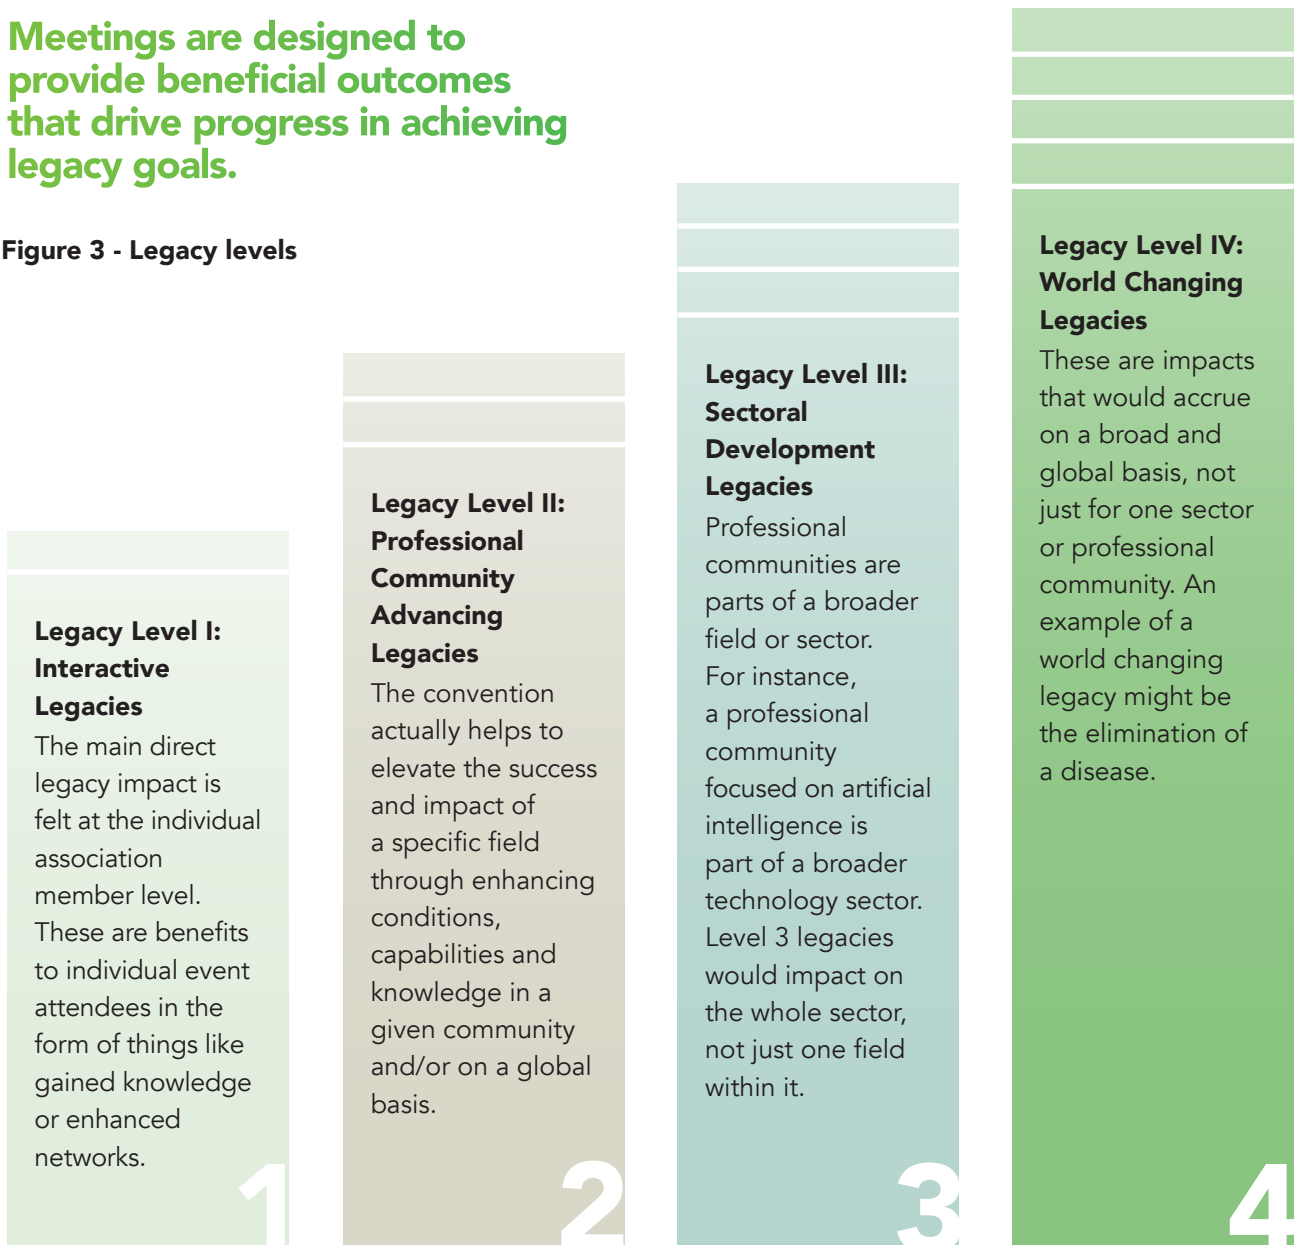 Meetings are designed to
provide beneficial outcomes
that drive progress in achieving
legacy goals.
Figure 3 - Legacy levels
Legacy Level I:
Interactive
Legacies
The main direct
legacy impact is
felt at the individual
association
member level.
These are benefits
to individual event
attendees in the
form of things like
gained knowledge
or enhanced
networks.
1
Legacy Level II:
Professional
Community
Advancing
Legacies
The convention
actually helps to
elevate the success
and impact of
a specific field
through enhancing
conditions,
capabilities and
knowledge in a
given community
and/or on a global
basis.
2
Legacy Level III:
Sectoral
Development
Legacies
Professional
communities are
parts of a broader
field or sector.
For instance,
a professional
community
focused on artificial
intelligence is
part of a broader
technology sector.
Level 3 legacies
would impact on
the whole sector,
not just one field
within it.
3
Legacy Level IV:
World Changing
Legacies
These are impacts
that would accrue
on a broad and
global basis, not
just for one sector
or professional
community. An
example of a
world changing
legacy might be
the elimination of
a disease.
4